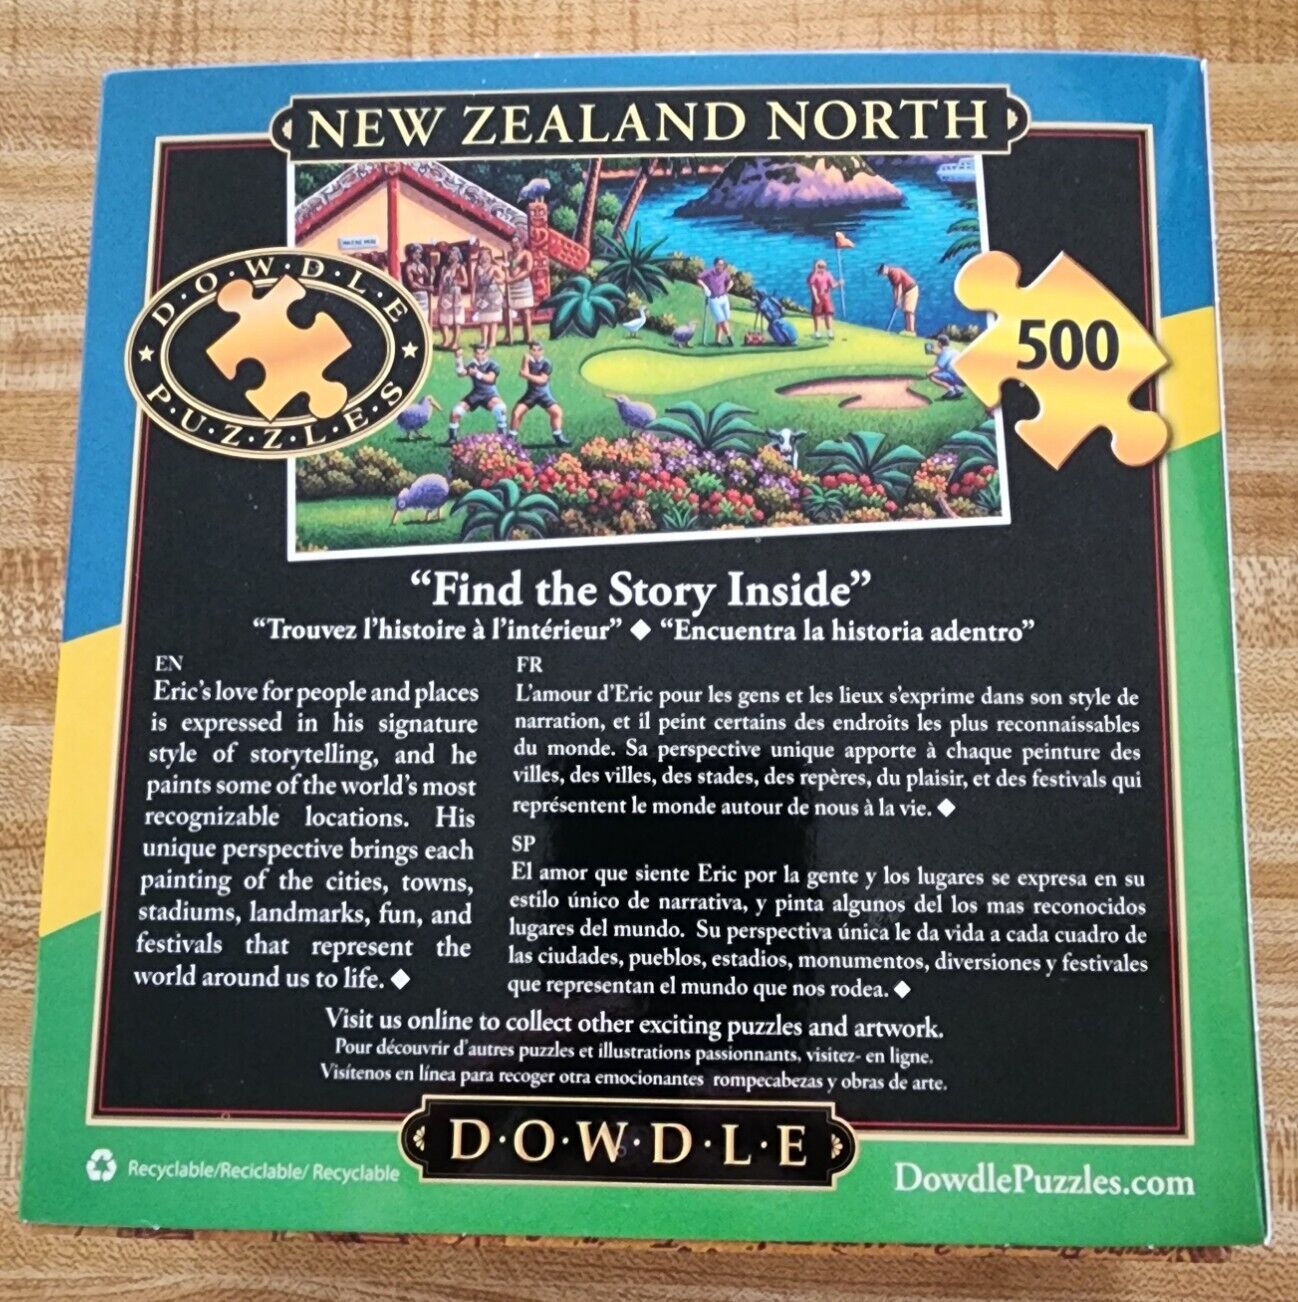 NEW ZEALAND NORTH
D·O·W·D·L·E
P·U·Z·Z·L·E·S
500
“Find the Story Inside”
“Trouvez l’histoire à l’intérieur” ◆ “Encuentra la historia adentro”
EN
Eric’s love for people and places
is expressed in his signature
style of storytelling, and he
paints some of the world’s most
recognizable locations. His
unique perspective brings each
painting of the cities, towns,
stadiums, landmarks, fun, and
festivals that represent the
world around us to life. ◆
FR
L’amour d’Eric pour les gens et les lieux s’exprime dans son style de
narration, et il peint certains des endroits les plus reconnaissables
du monde. Sa perspective unique apporte à chaque peinture des
villes, des villes, des stades, des repères, du plaisir, et des festivals qui
représentent le monde autour de nous à la vie. ◆
SP
El amor que siente Eric por la gente y los lugares se expresa en su
estilo único de narrativa, y pinta algunos del los mas reconocidos
lugares del mundo. Su perspectiva única le da vida a cada cuadro de
las ciudades, pueblos, estadios, monumentos, diversiones y festivales
que representan el mundo que nos rodea. ◆
Visit us online to collect other exciting puzzles and artwork.
Pour découvrir d’autres puzzles et illustrations passionnants, visitez- en ligne.
Visítenos en línea para recoger otra emocionantes rompecabezas y obras de arte.
D·O·W·D·L·E
Recyclable/Reciclable/ Recyclable
DowdlePuzzles.com